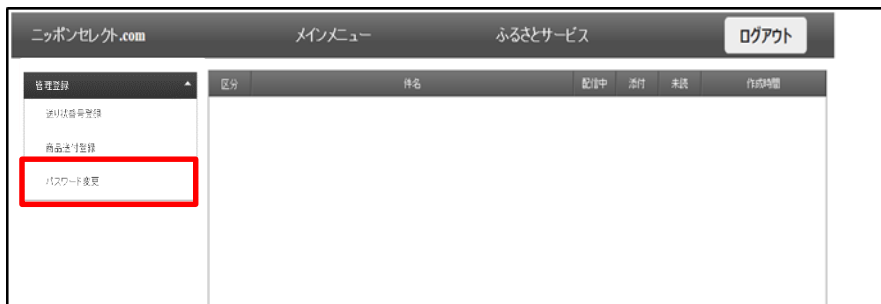 ニッポンセレクト.com メインメニュー ふるさとサービス ログアウト
管理登録 区分 件名 配信中 添付 未読 作成時間
送り状番号登録
商品送付登録
パスワード変更